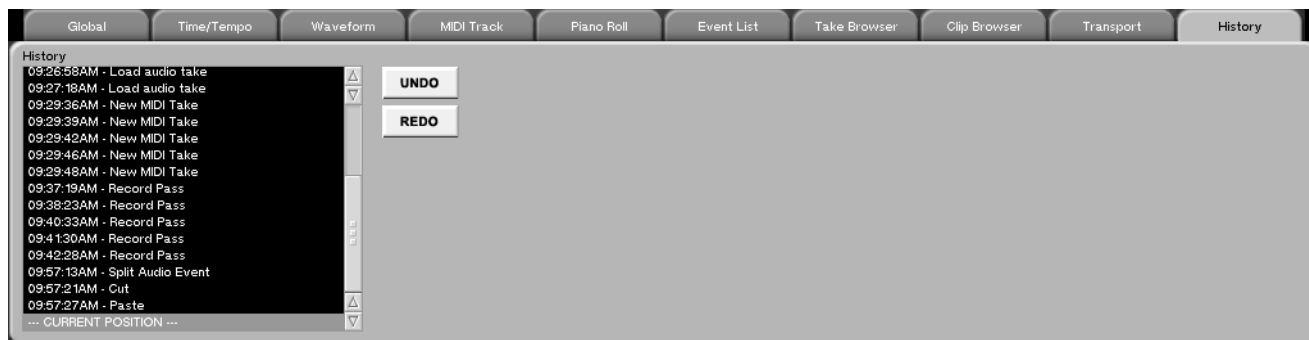 Global
Time/Tempo
Waveform
MIDI Track
Piano Roll
Event List
Take Browser
Clip Browser
Transport
History
History
09:26:58AM - Load audio take
09:27:18AM - Load audio take
09:29:36AM - New MIDI Take
09:29:39AM - New MIDI Take
09:29:42AM - New MIDI Take
09:29:46AM - New MIDI Take
09:29:48AM - New MIDI Take
09:37:19AM - Record Pass
09:38:23AM - Record Pass
09:40:33AM - Record Pass
09:41:30AM - Record Pass
09:42:28AM - Record Pass
09:57:13AM - Split Audio Event
09:57:21AM - Cut
09:57:27AM - Paste
--- CURRENT POSITION ---
UNDO
REDO